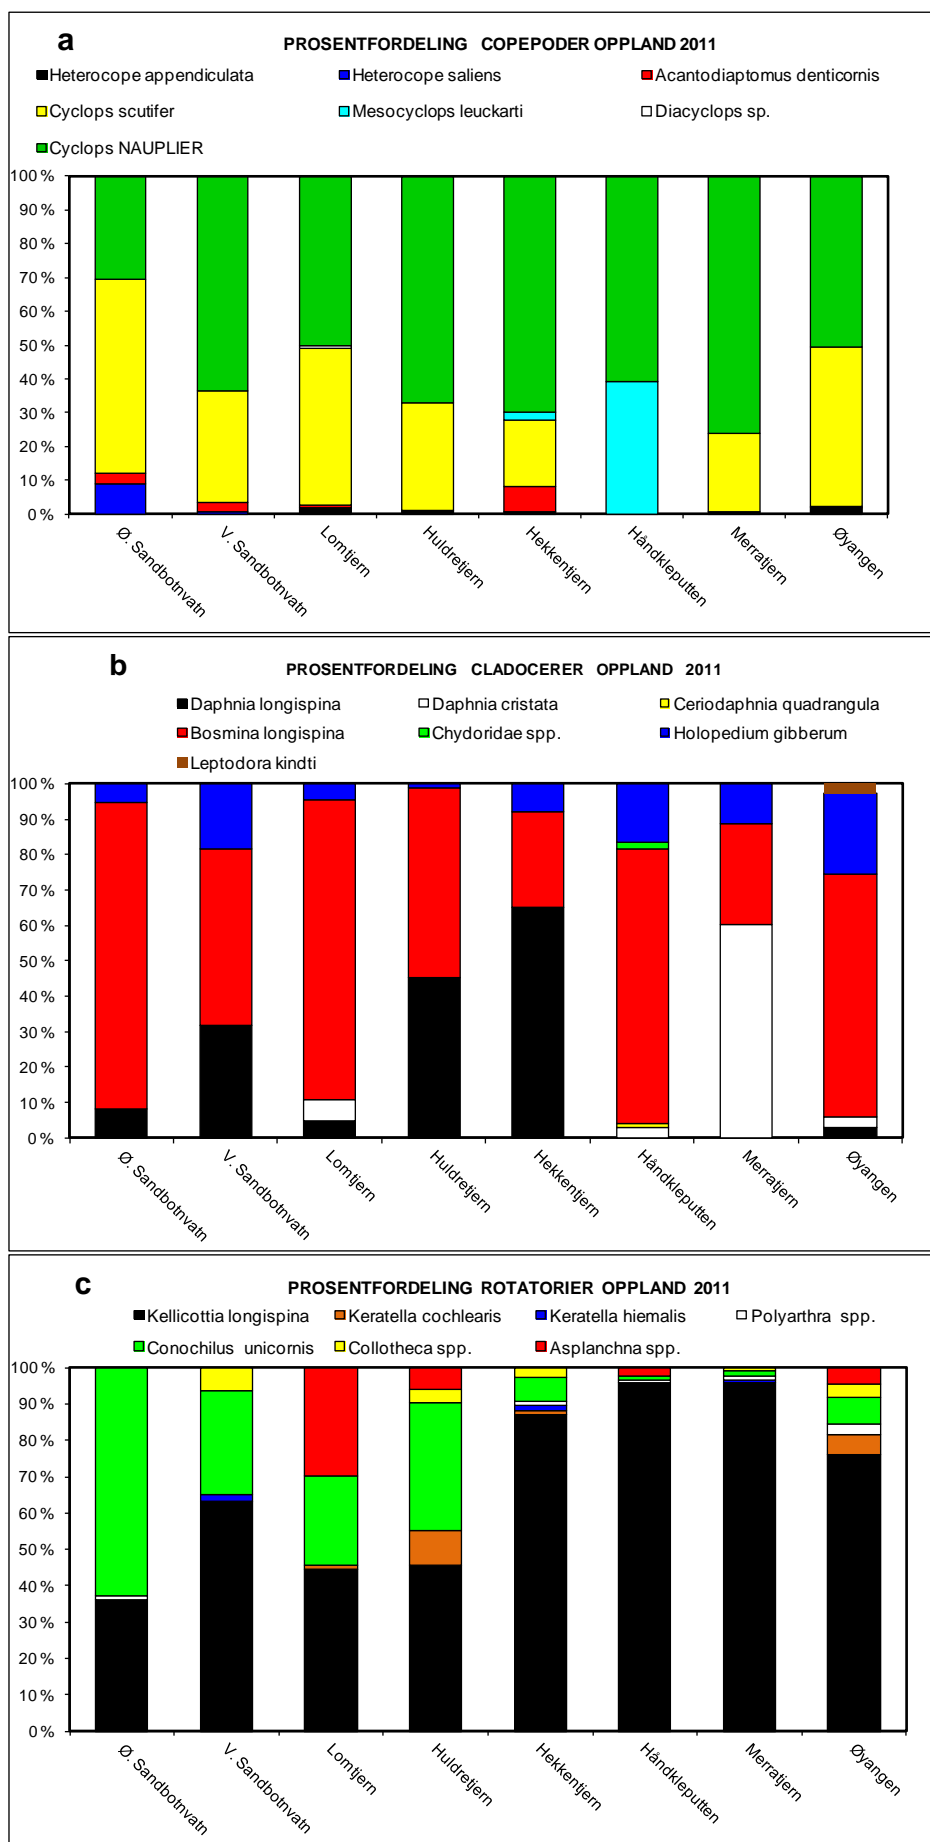 a
PROSENTFORDELING COPEPODER OPPLAND 2011
Heterocope appendiculata Heterocope saliens Acantodiaptomus denticornis
Cyclops scutifer Mesocyclops leuckarti Diacyclops sp.
Cyclops NAUPLIER
100 %
90 %
80 %
70 %
60 %
50 %
40 %
30 %
20 %
10 %
0 %
Ø. Sandbotnvatn V. Sandbotnvatn Lomtjern Huldretjern Hekkentjern Håndkleputten Merratjern Øyangen
b
PROSENTFORDELING CLADOCERER OPPLAND 2011
Daphnia longispina Daphnia cristata Ceriodaphnia quadrangula
Bosmina longispina Chydoridae spp. Holopedium gibberum
Leptodora kindti
100 %
90 %
80 %
70 %
60 %
50 %
40 %
30 %
20 %
10 %
0 %
Ø. Sandbotnvatn V. Sandbotnvatn Lomtjern Huldretjern Hekkentjern Håndkleputten Merratjern Øyangen
c
PROSENTFORDELING ROTATORIER OPPLAND 2011
Kellicottia longispina Keratella cochlearis Keratella hiemalis Polyarthra spp.
Conochilus unicornis Collotheca spp. Asplanchna spp.
100 %
90 %
80 %
70 %
60 %
50 %
40 %
30 %
20 %
10 %
0 %
Ø. Sandbotnvatn V. Sandbotnvatn Lomtjern Huldretjern Hekkentjern Håndkleputten Merratjern Øyangen